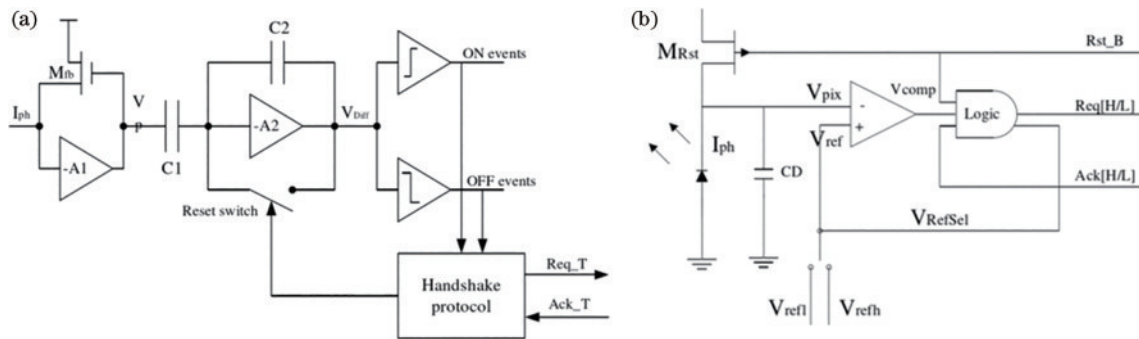 (a)
C2
ON events
Mfb
Iph
Vp
-A1
C1
-A2
VDiff
OFF events
Reset switch
Handshake
protocol
Req_T
Ack_T
(b)
MRst
Rst_B
Vpix
Vcomp
-
+
Vref
Logic
Req[H/L]
Iph
CD
Ack[H/L]
VRefSel
Vrefl
Vrefh